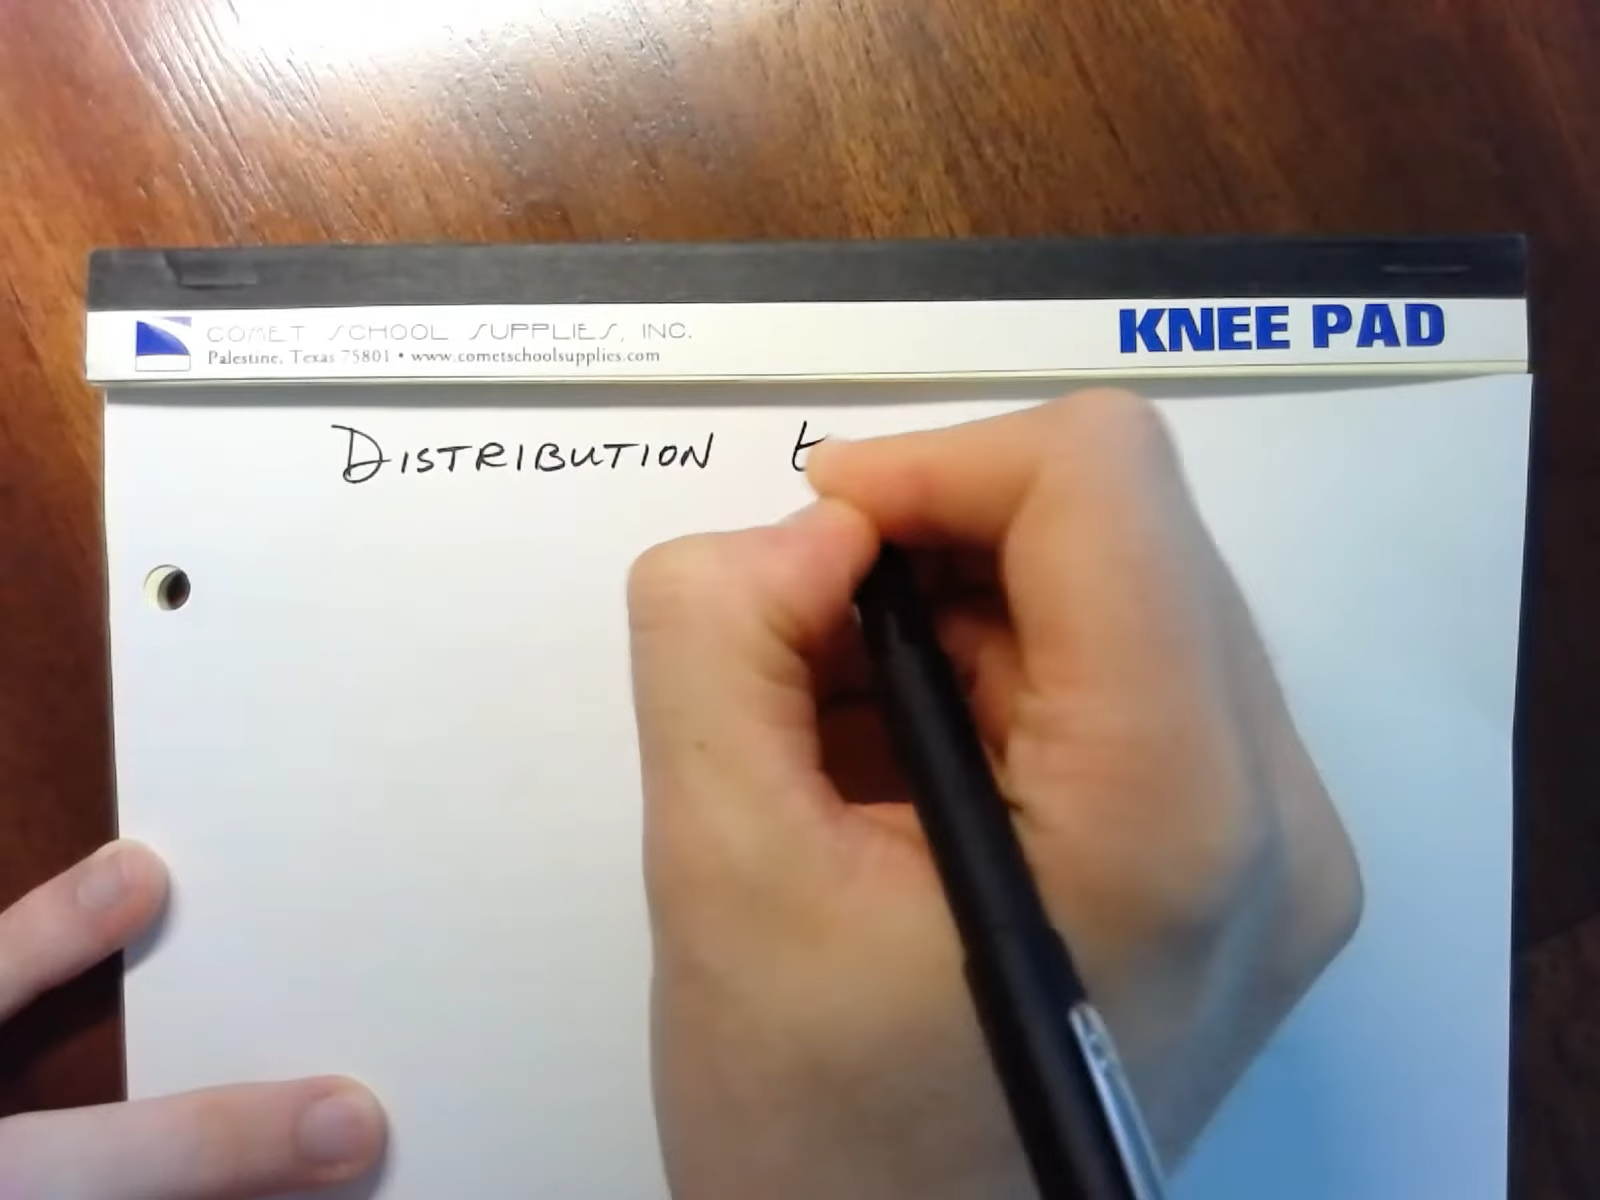 COMET SCHOOL SUPPLIES, INC.
KNEE PAD
Palestine, Texas 75801 • www.cometschoolsupplies.com
DISTRIBUTION